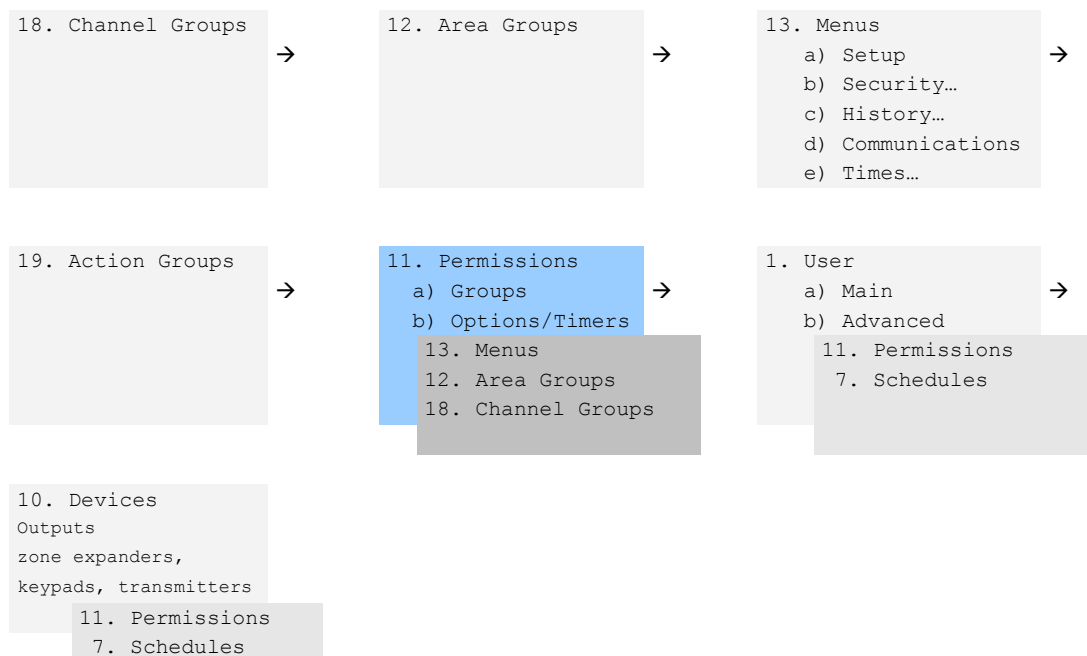 18. Channel Groups
→
12. Area Groups
→
13. Menus
a) Setup
→
b) Security…
c) History…
d) Communications
e) Times…
19. Action Groups
→
11. Permissions
a) Groups
→
b) Options/Timers
13. Menus
12. Area Groups
18. Channel Groups
1. User
a) Main
→
b) Advanced
11. Permissions
7. Schedules
10. Devices
Outputs
zone expanders,
keypads, transmitters
11. Permissions
7. Schedules